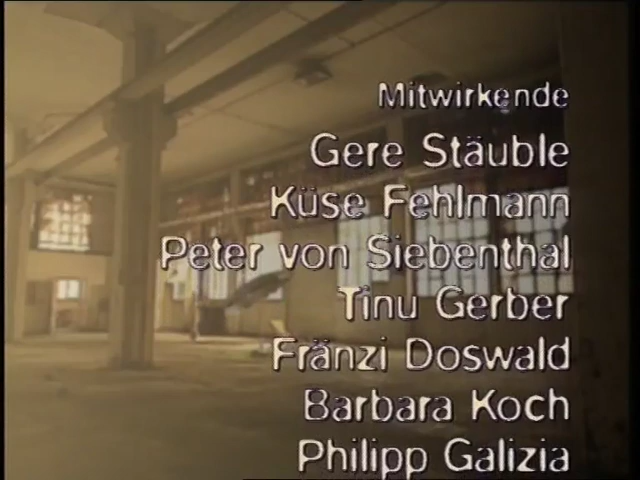 Mitwirkende
Gere Stäuble
Küse Fehlmann
Peter von Siebenthal
Tinu Gerber
Fränzi Doswald
Barbara Koch
Philipp Galizia